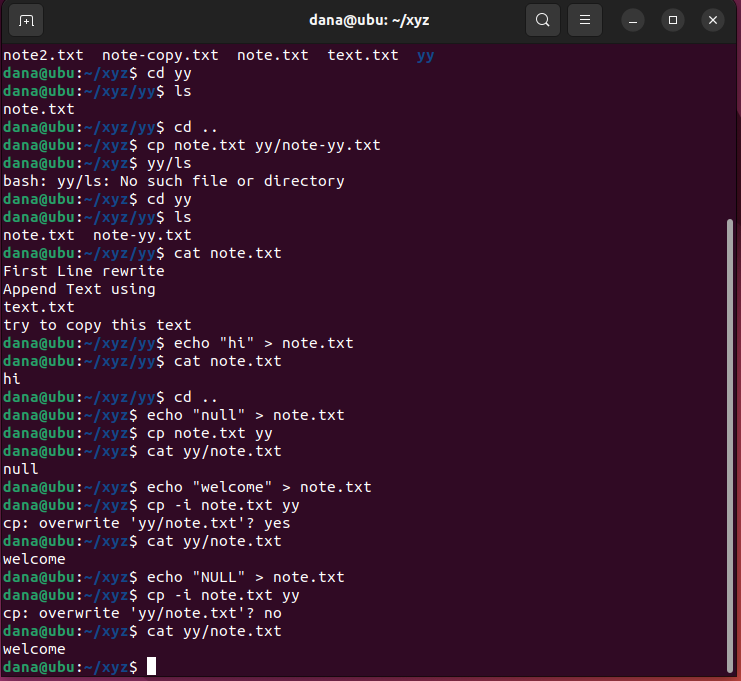 dana@ubu: ~/xyz
note2.txt  note-copy.txt  note.txt  text.txt  yy
dana@ubu:~/xyz$ cd yy
dana@ubu:~/xyz/yy$ ls
note.txt
dana@ubu:~/xyz/yy$ cd ..
dana@ubu:~/xyz$ cp note.txt yy/note-yy.txt
dana@ubu:~/xyz$ yy/ls
bash: yy/ls: No such file or directory
dana@ubu:~/xyz$ cd yy
dana@ubu:~/xyz/yy$ ls
note.txt  note-yy.txt
dana@ubu:~/xyz/yy$ cat note.txt
First Line rewrite
Append Text using
text.txt
try to copy this text
dana@ubu:~/xyz/yy$ echo "hi" > note.txt
dana@ubu:~/xyz/yy$ cat note.txt
hi
dana@ubu:~/xyz/yy$ cd ..
dana@ubu:~/xyz$ echo "null" > note.txt
dana@ubu:~/xyz$ cp note.txt yy
dana@ubu:~/xyz$ cat yy/note.txt
null
dana@ubu:~/xyz$ echo "welcome" > note.txt
dana@ubu:~/xyz$ cp -i note.txt yy
cp: overwrite 'yy/note.txt'? yes
dana@ubu:~/xyz$ cat yy/note.txt
welcome
dana@ubu:~/xyz$ echo "NULL" > note.txt
dana@ubu:~/xyz$ cp -i note.txt yy
cp: overwrite 'yy/note.txt'? no
dana@ubu:~/xyz$ cat yy/note.txt
welcome
dana@ubu:~/xyz$